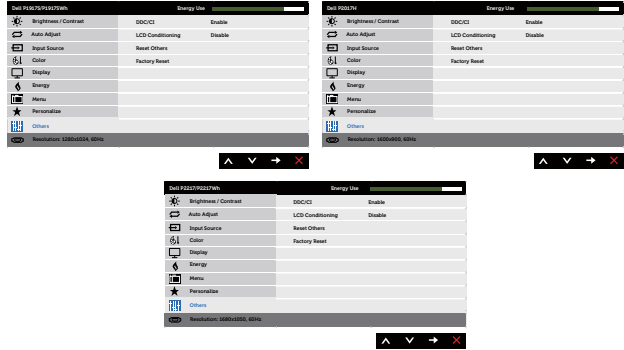 Dell P1917S/P1917SWh Energy Use
Brightness / Contrast DDC/CI Enable
Auto Adjust LCD Conditioning Disable
Input Source Reset Others
Color Factory Reset
Display
Energy
Menu
Personalize
Others
Resolution: 1280x1024, 60Hz
Dell P2017H Energy Use
Brightness / Contrast DDC/CI Enable
Auto Adjust LCD Conditioning Disable
Input Source Reset Others
Color Factory Reset
Display
Energy
Menu
Personalize
Others
Resolution: 1600x900, 60Hz
Dell P2217/P2217Wh Energy Use
Brightness / Contrast DDC/CI Enable
Auto Adjust LCD Conditioning Disable
Input Source Reset Others
Color Factory Reset
Display
Energy
Menu
Personalize
Others
Resolution: 1680x1050, 60Hz